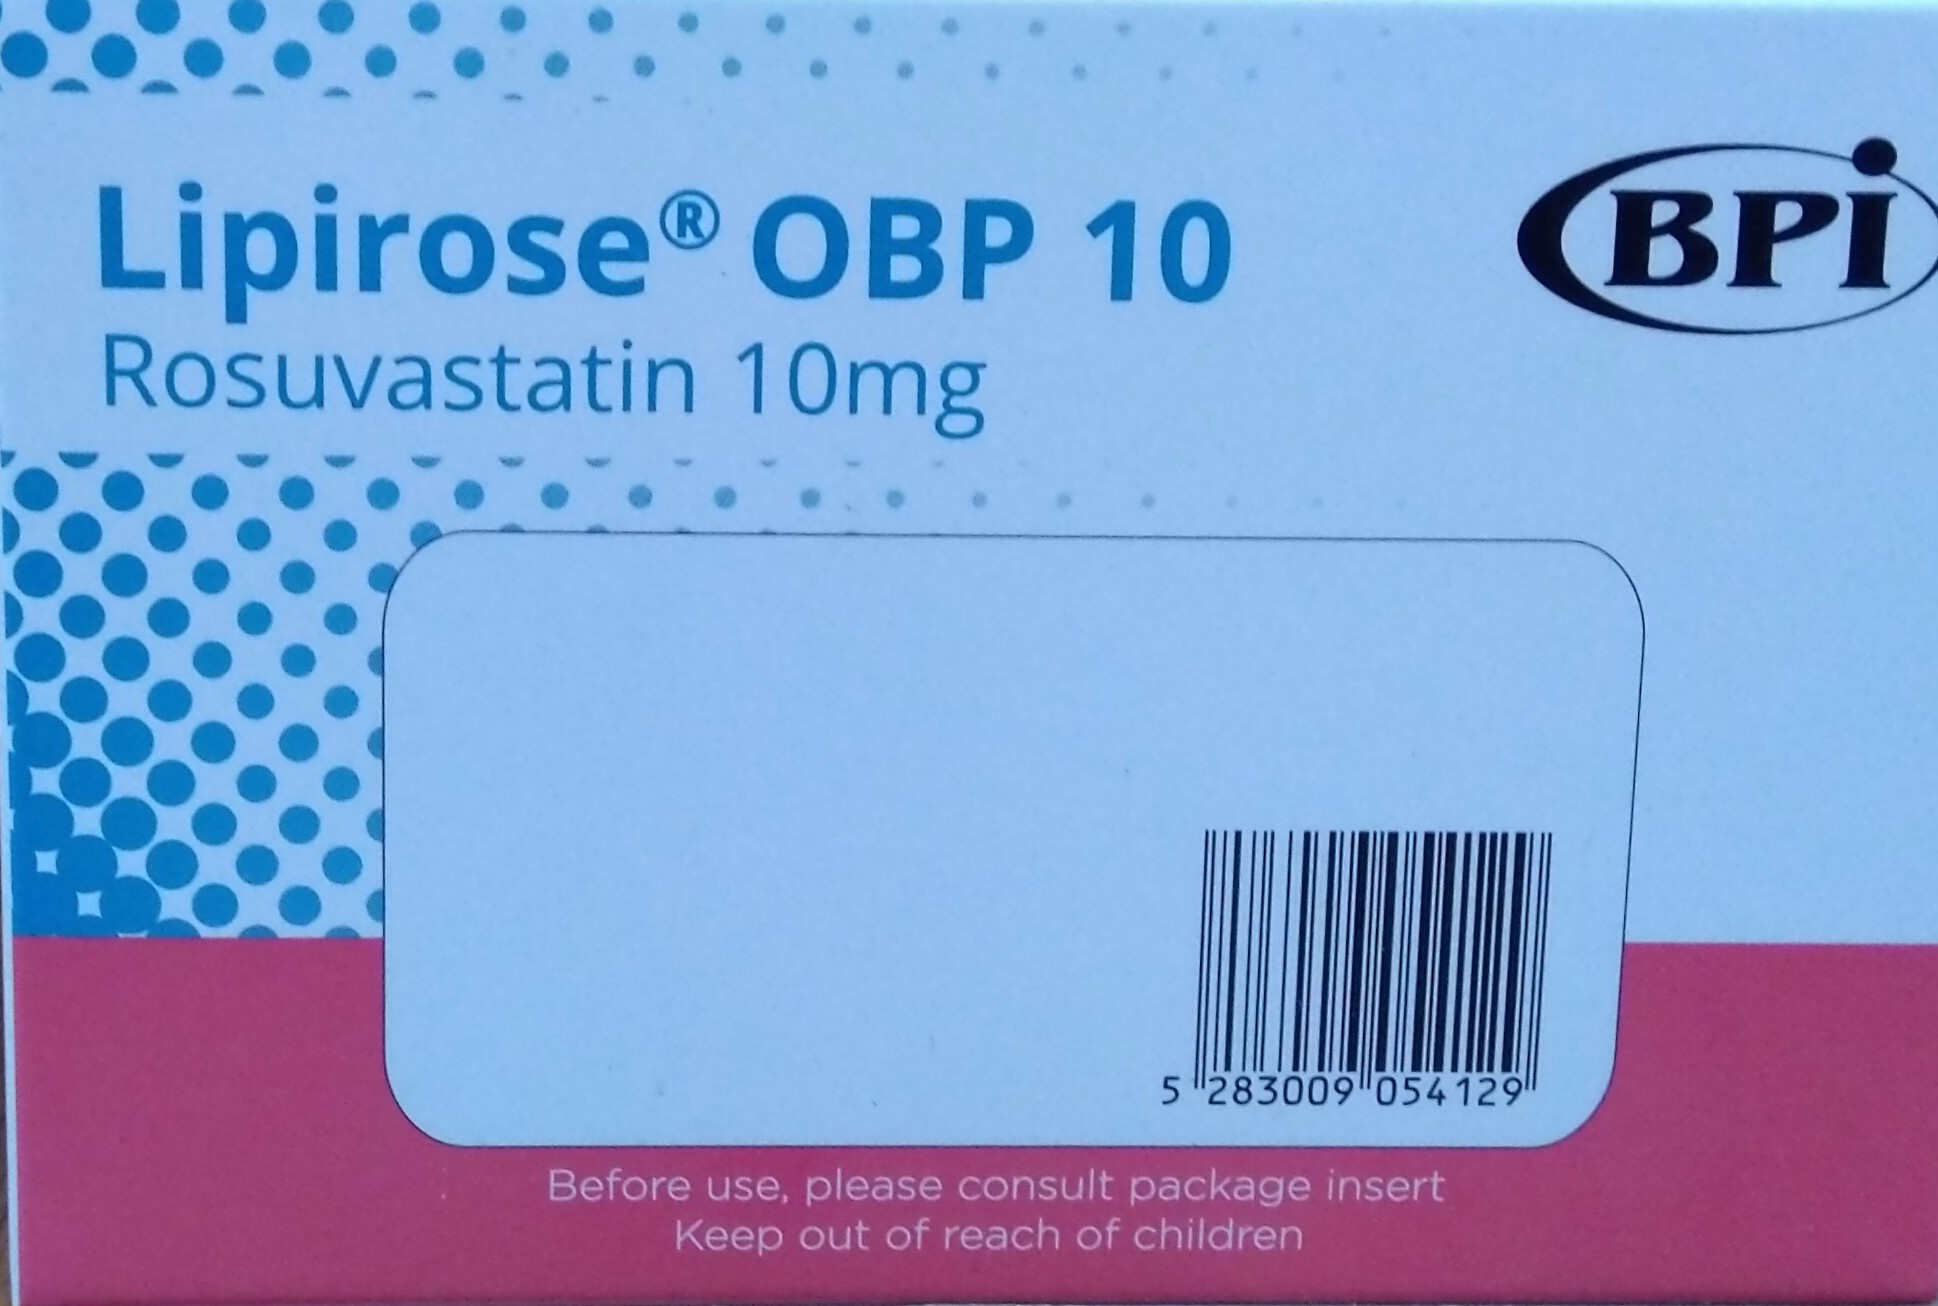 Lipirose® OBP 10
BPi
Rosuvastatin 10mg
5 283009 054129
Before use, please consult package insert
Keep out of reach of children